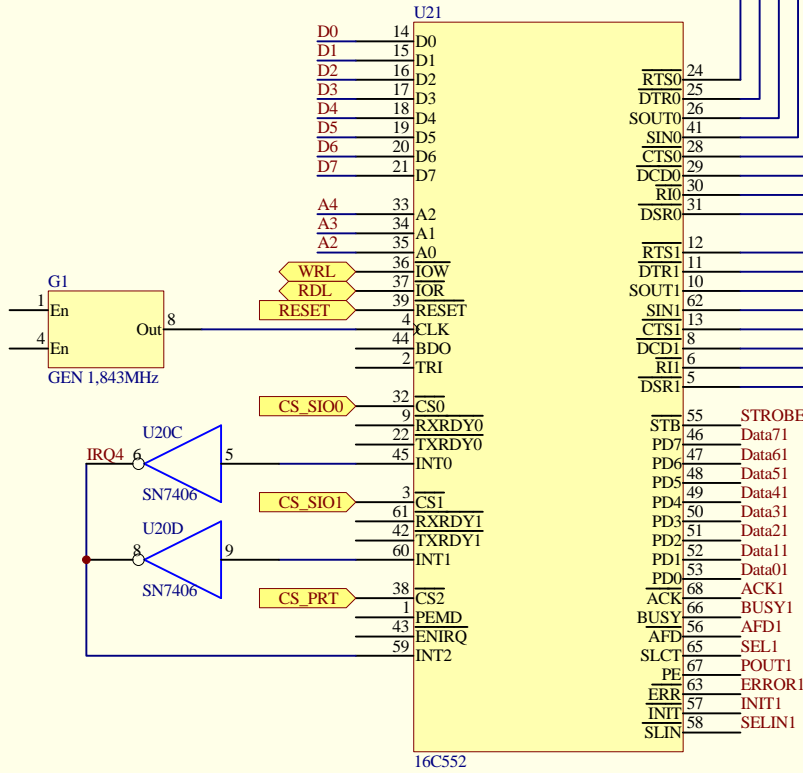 U21
D0 14 D0
D1 15 D1
D2 16 D2
D3 17 D3
D4 18 D4
D5 19 D5
D6 20 D6
D7 21 D7
A4 33 A2
A3 34 A1
A2 35 A0
WRL 36 IOW
RDL 37 IOR
RESET 39 RESET
4 CLK
44 BDO
2 TRI
CS_SIO0 32 CS0
9 RXRDY0
22 TXRDY0
45 INT0
CS_SIO1 3 CS1
61 RXRDY1
42 TXRDY1
60 INT1
CS_PRT 38 CS2
1 PEMD
43 ENIRQ
59 INT2
G1
1 En
4 En
Out 8
GEN 1,843MHz
U20C
IRQ4 6 5
SN7406
U20D
8 9
SN7406
RTS0 24
DTR0 25
SOUT0 26
SIN0 41
CTS0 28
DCD0 29
RI0 30
DSR0 31
RTS1 12
DTR1 11
SOUT1 10
SIN1 62
CTS1 13
DCD1 8
RI1 6
DSR1 5
STB 55 STROBE
PD7 46 Data71
PD6 47 Data61
PD5 48 Data51
PD4 49 Data41
PD3 50 Data31
PD2 51 Data21
PD1 52 Data11
PD0 53 Data01
ACK 68 ACK1
BUSY 66 BUSY1
AFD 56 AFD1
SLCT 65 SEL1
PE 67 POUT1
ERR 63 ERROR1
INIT 57 INIT1
SLIN 58 SELIN1
16C552